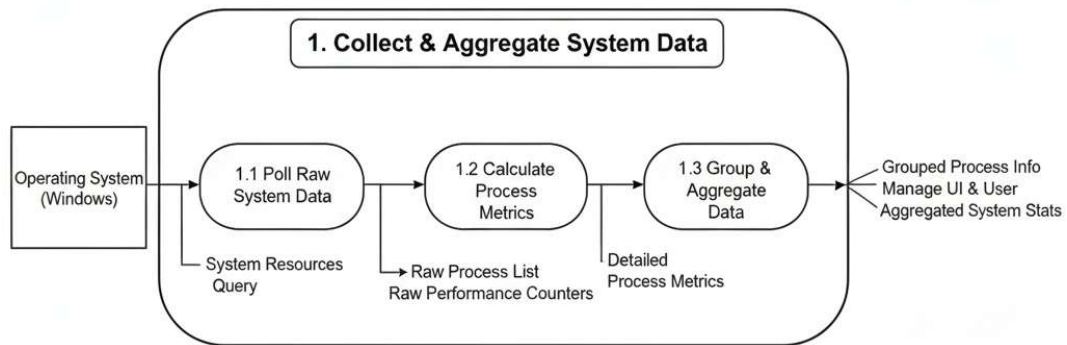 1. Collect & Aggregate System Data
Operating System
(Windows)
1.1 Poll Raw
System Data
1.2 Calculate
Process
Metrics
1.3 Group &
Aggregate
Data
Grouped Process Info
Manage UI & User
Aggregated System Stats
System Resources
Query
Raw Process List
Raw Performance Counters
Detailed
Process Metrics